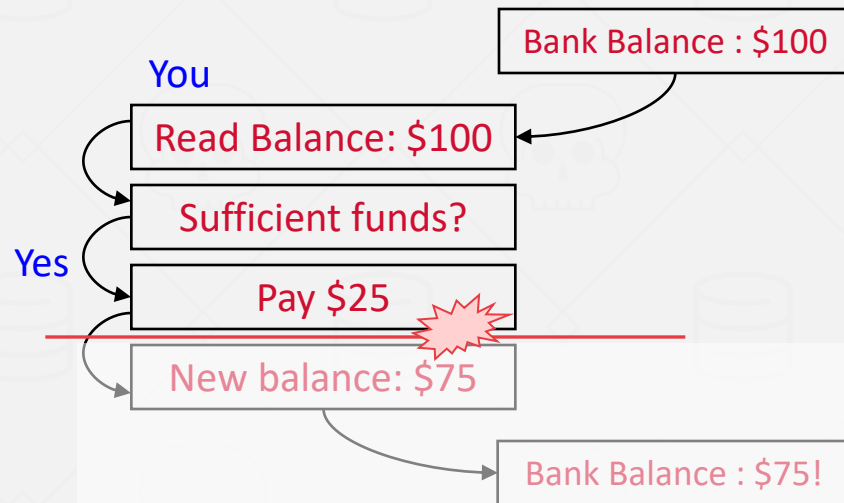 Bank Balance : $100
You
Read Balance: $100
Sufficient funds?
Yes
Pay $25
New balance: $75
Bank Balance : $75!